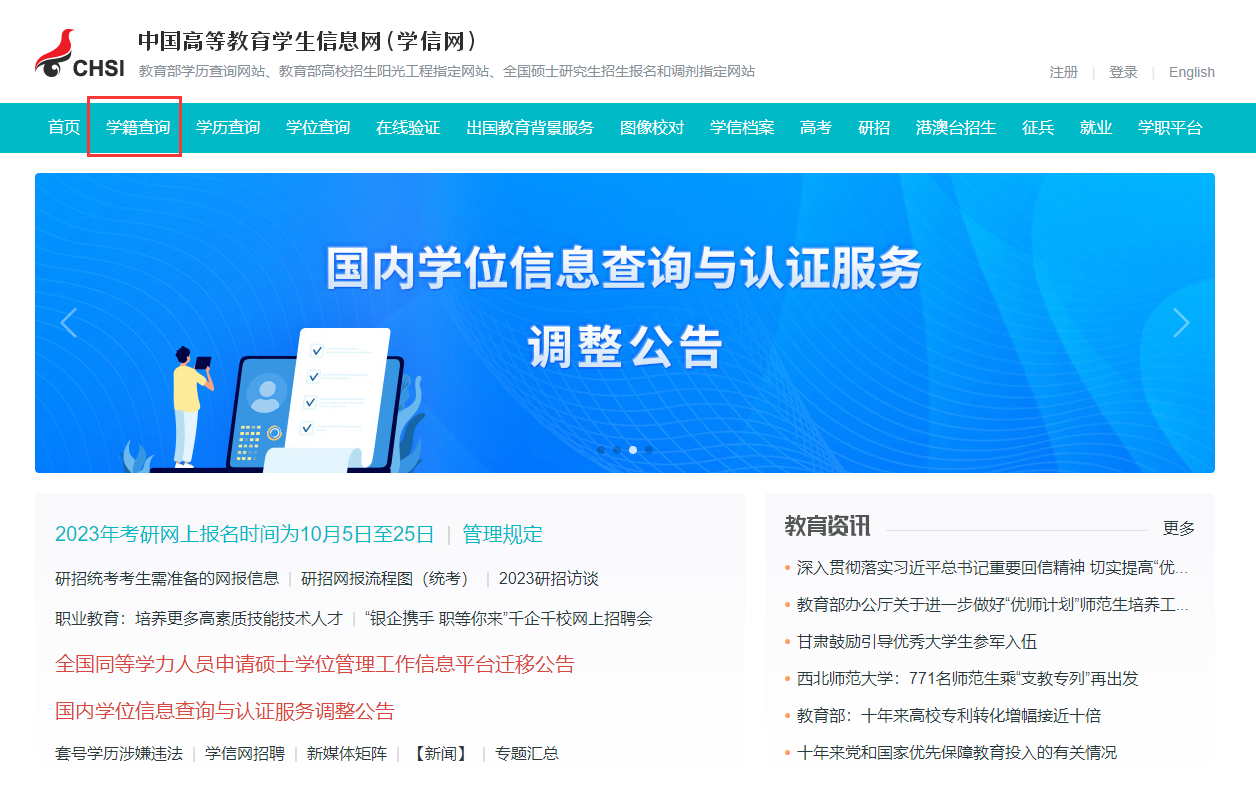 中国高等教育学生信息网(学信网)
CHSI
教育部学历查询网站、教育部高校招生阳光工程指定网站、全国硕士研究生招生报名和调剂指定网站
注册 | 登录 | English
首页 学籍查询 学历查询 学位查询 在线验证 出国教育背景服务 图像校对 学信档案 高考 研招 港澳台招生 征兵 就业 学职平台
国内学位信息查询与认证服务
调整公告
2023年考研网上报名时间为10月5日至25日 | 管理规定
研招统考考生需准备的网报信息 | 研招网报流程图（统考） | 2023研招访谈
职业教育：培养更多高素质技能技术人才 | “银企携手 职等你来”千企千校网上招聘会
全国同等学力人员申请硕士学位管理工作信息平台迁移公告
国内学位信息查询与认证服务调整公告
套号学历涉嫌违法 | 学信网招聘 | 新媒体矩阵 | 【新闻】 | 专题汇总
教育资讯 更多
• 深入贯彻落实习近平总书记重要回信精神 切实提高“优...
• 教育部办公厅关于进一步做好“优师计划”师范生培养工...
• 甘肃鼓励引导优秀大学生参军入伍
• 西北师范大学：771名师范生乘“支教专列”再出发
• 教育部：十年来高校专利转化增幅接近十倍
• 十年来党和国家优先保障教育投入的有关情况